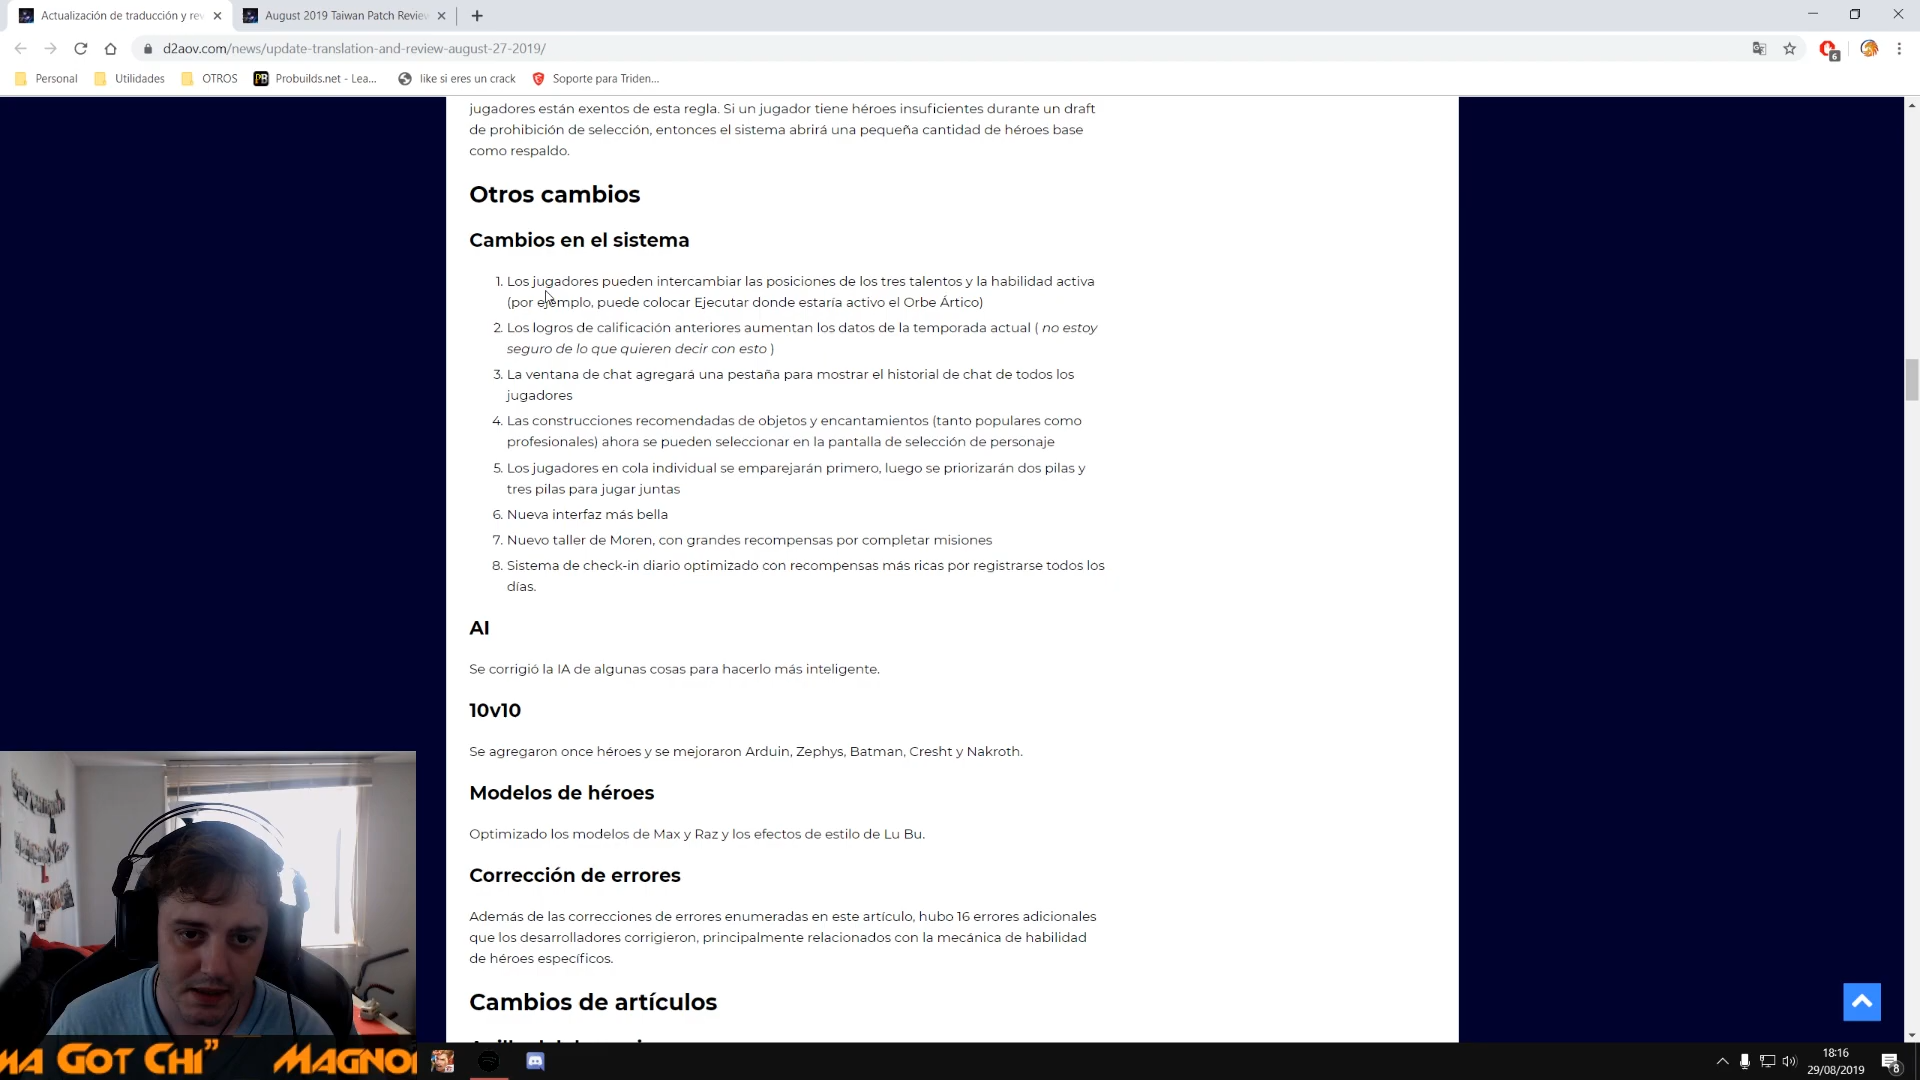 Actualización de traducción y rev
August 2019 Taiwan Patch Review
d2aov.com/news/update-translation-and-review-august-27-2019/
6
Personal
Utilidades
OTROS
PB
Probuilds.net - Lea...
like si eres un crack
Soporte para Triden...
jugadores están exentos de esta regla. Si un jugador tiene héroes insuficientes durante un draft
de prohibición de selección, entonces el sistema abrirá una pequeña cantidad de héroes base
como respaldo.
Otros cambios
Cambios en el sistema
1. Los jugadores pueden intercambiar las posiciones de los tres talentos y la habilidad activa
(por ejemplo, puede colocar Ejecutar donde estaría activo el Orbe Ártico)
2. Los logros de calificación anteriores aumentan los datos de la temporada actual ( no estoy
seguro de lo que quieren decir con esto )
3. La ventana de chat agregará una pestaña para mostrar el historial de chat de todos los
jugadores
4. Las construcciones recomendadas de objetos y encantamientos (tanto populares como
profesionales) ahora se pueden seleccionar en la pantalla de selección de personaje
5. Los jugadores en cola individual se emparejarán primero, luego se priorizarán dos pilas y
tres pilas para jugar juntas
6. Nueva interfaz más bella
7. Nuevo taller de Moren, con grandes recompensas por completar misiones
8. Sistema de check-in diario optimizado con recompensas más ricas por registrarse todos los
días.
AI
Se corrigió la IA de algunas cosas para hacerlo más inteligente.
10v10
Se agregaron once héroes y se mejoraron Arduin, Zephys, Batman, Cresht y Nakroth.
Modelos de héroes
Optimizado los modelos de Max y Raz y los efectos de estilo de Lu Bu.
Corrección de errores
Además de las correcciones de errores enumeradas en este artículo, hubo 16 errores adicionales
que los desarrolladores corrigieron, principalmente relacionados con la mecánica de habilidad
de héroes específicos.
Cambios de artículos
ma Got Chi” Magno
18:16
29/08/2019
8